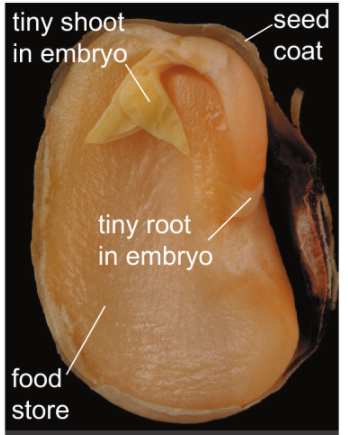 tiny shoot
in embryo
seed
coat
tiny root
in embryo
food
store